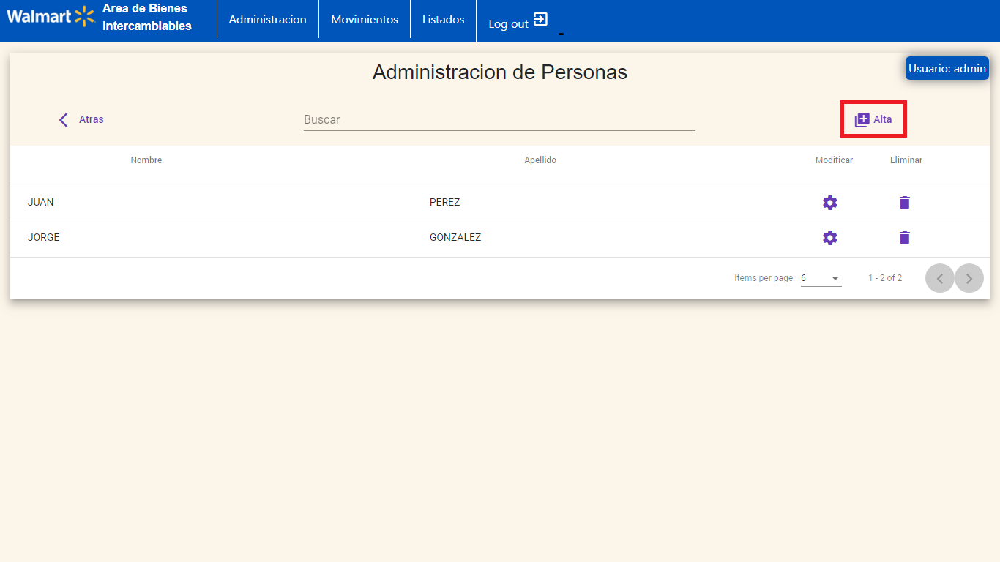 Walmart
Area de Bienes
Intercambiables
Administracion
Movimientos
Listados
Log out
Administracion de Personas
Usuario: admin
Atras
Buscar
Alta
Nombre
Apellido
Modificar
Eliminar
JUAN
PEREZ
JORGE
GONZALEZ
Items per page: 6
1 - 2 of 2